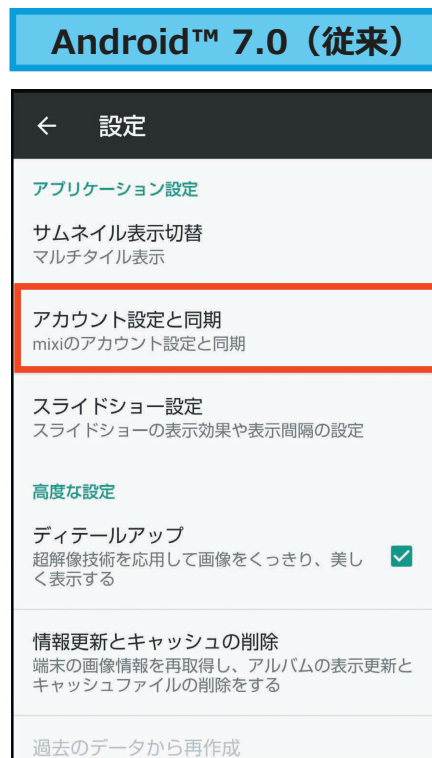 Android™ 7.0（従来）
← 設定
アプリケーション設定
サムネイル表示切替
マルチタイル表示
アカウント設定と同期
mixiのアカウント設定と同期
スライドショー設定
スライドショーの表示効果や表示間隔の設定
高度な設定
ディテールアップ
超解像技術を応用して画像をくっきり、美し
く表示する
情報更新とキャッシュの削除
端末の画像情報を再取得し、アルバムの表示更新と
キャッシュファイルの削除をする
過去のデータから再作成